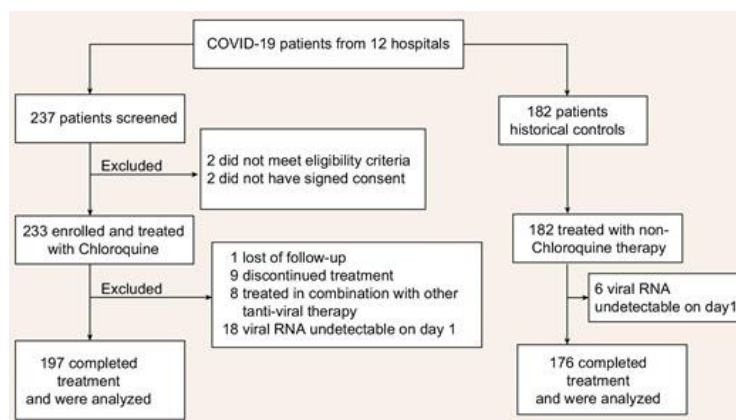 COVID-19 patients from 12 hospitals
237 patients screened
182 patients
historical controls
Excluded
2 did not meet eligibility criteria
2 did not have signed consent
233 enrolled and treated
with Chloroquine
182 treated with non-
Chloroquine therapy
Excluded
1 lost of follow-up
9 discontinued treatment
8 treated in combination with other
tanti-viral therapy
18 viral RNA undetectable on day 1
6 viral RNA
undetectable on day1
197 completed
treatment
and were analyzed
176 completed
treatment
and were analyzed